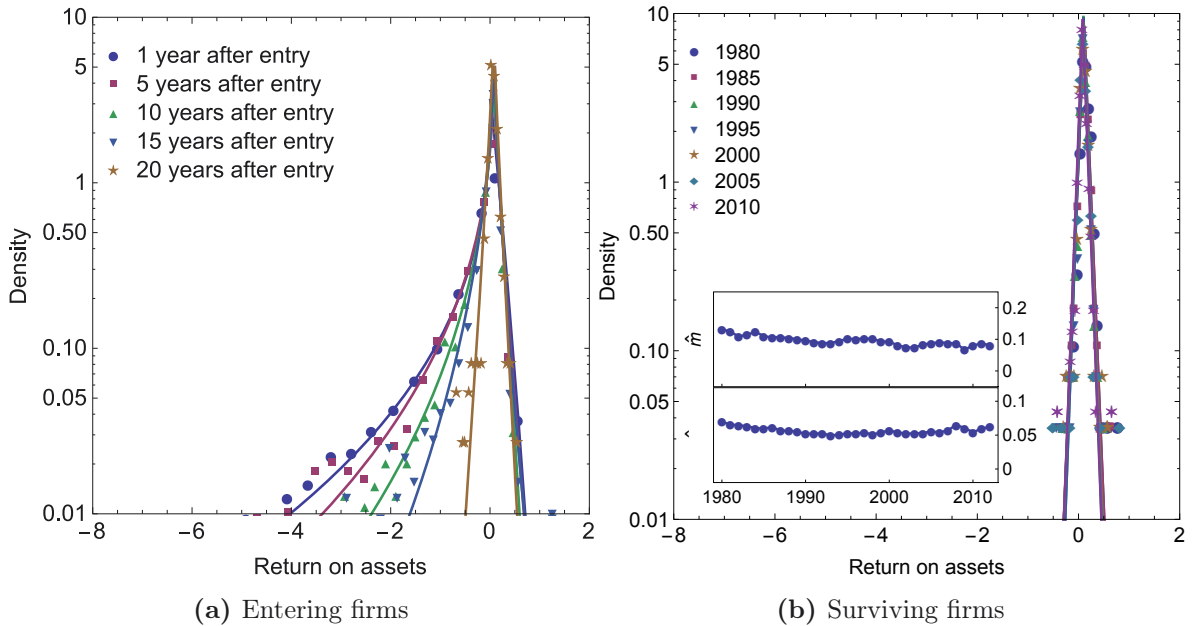 10
5
1
0.50
0.10
0.05
0.01
Density
1 year after entry
5 years after entry
10 years after entry
15 years after entry
20 years after entry
−8 −6 −4 −2 0 2
Return on assets
(a) Entering firms
10
5
1
0.50
0.10
0.05
0.01
Density
1980
1985
1990
1995
2000
2005
2010
m̂
0.2
0.1
0
^
0.1
0.05
0
1980 1990 2000 2010
−8 −6 −4 −2 0 2
Return on assets
(b) Surviving firms